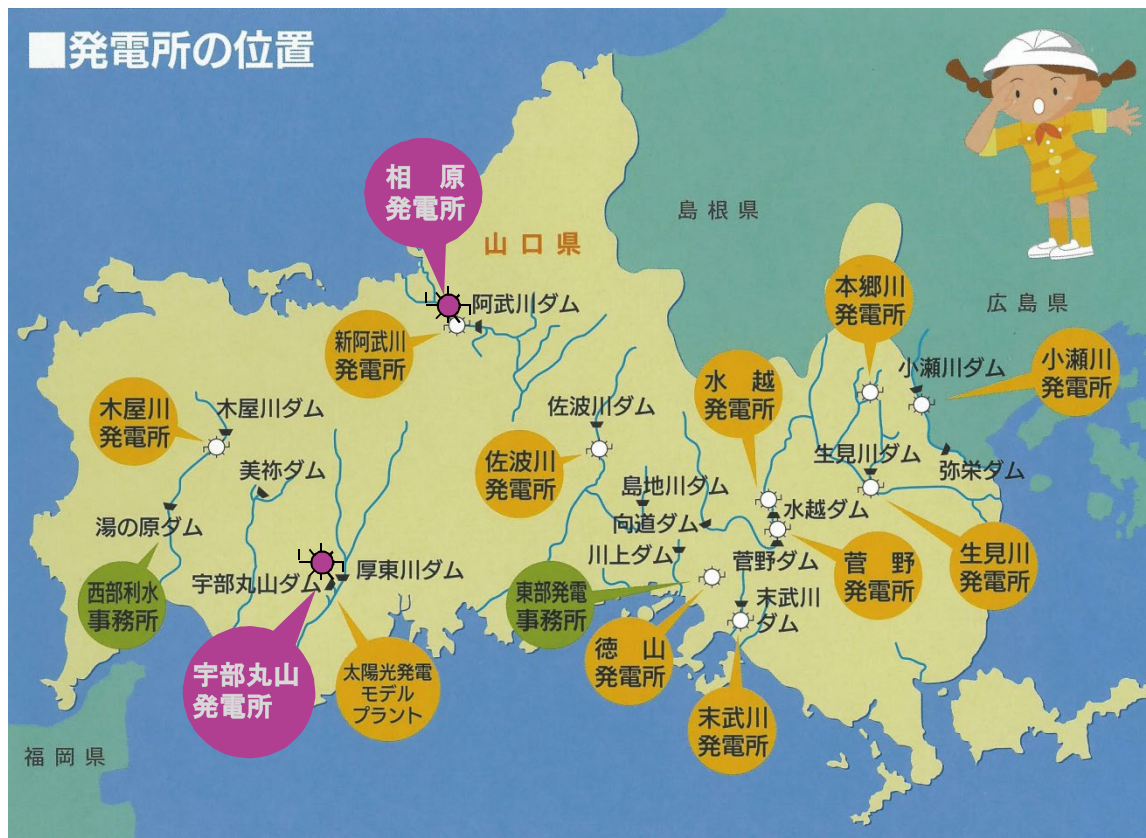 ■発電所の位置
相原
発電所
島根県
山口県
広島県
阿武川ダム
新阿武川
発電所
本郷川
発電所
小瀬川ダム
小瀬川
発電所
水越
発電所
木屋川
発電所
木屋川ダム
佐波川ダム
佐波川
発電所
美祢ダム
生見川ダム
弥栄ダム
島地川ダム
水越ダム
湯の原ダム
向道ダム
川上ダム
菅野ダム
菅野
発電所
生見川
発電所
西部利水
事務所
宇部丸山ダム
厚東川ダム
東部発電
事務所
末武川
ダム
徳山
発電所
宇部丸山
発電所
太陽光発電
モデル
プラント
末武川
発電所
福岡県